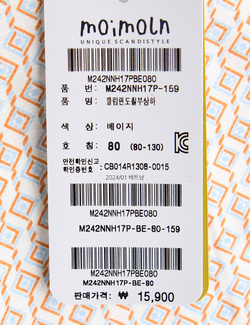 moimoln
UNIQUE SCANDISTYLE
M242NNH17PBE080
품 번: M242NNH17P-159
품 명: 클립윈도활부상하
색 상: 베이지
호 칭: 80 (80-130)
안전확인신고
확인증번호 : CB014R1308-0015
2024/01 베트남
M242NNH17PBE080
M242NNH17P-BE-80-159
M242NNH17PBE080
M242NNH17P-BE-80
판매가격: ₩ 15,900